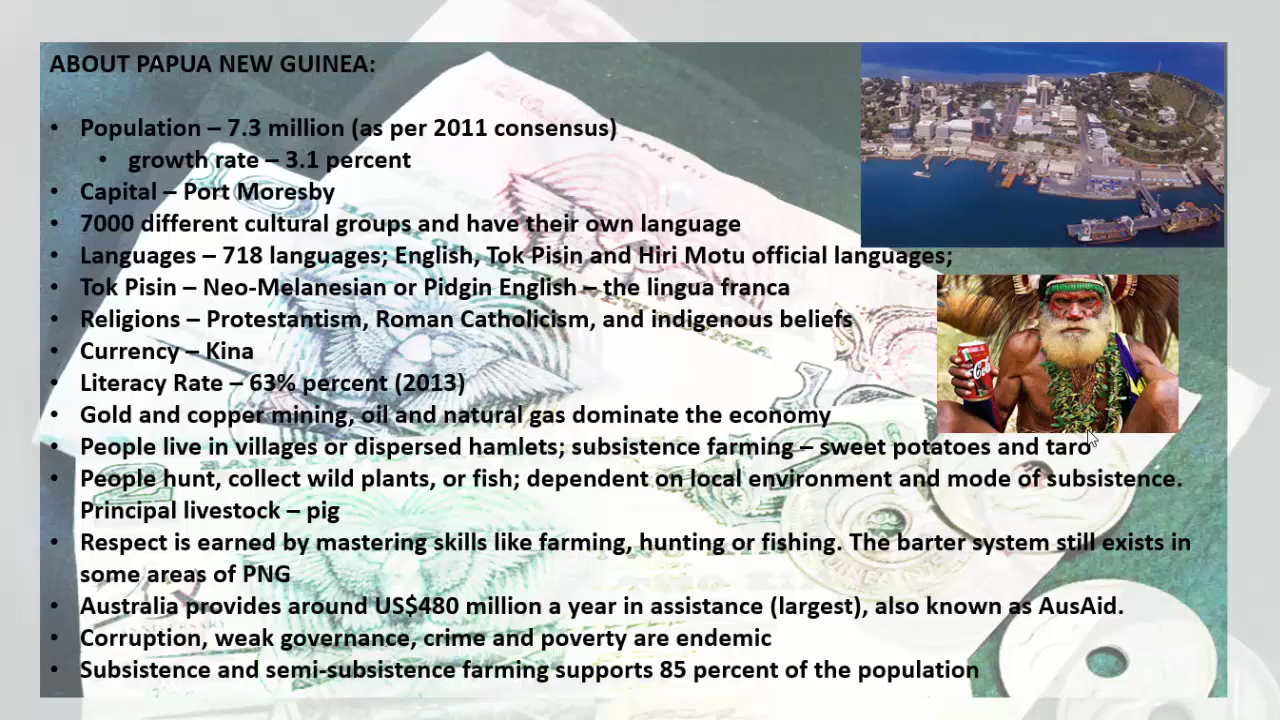 ABOUT PAPUA NEW GUINEA:
• Population – 7.3 million (as per 2011 consensus)
• growth rate – 3.1 percent
• Capital – Port Moresby
• 7000 different cultural groups and have their own language
• Languages – 718 languages; English, Tok Pisin and Hiri Motu official languages;
• Tok Pisin – Neo-Melanesian or Pidgin English – the lingua franca
• Religions – Protestantism, Roman Catholicism, and indigenous beliefs
• Currency – Kina
• Literacy Rate – 63% percent (2013)
• Gold and copper mining, oil and natural gas dominate the economy
• People live in villages or dispersed hamlets; subsistence farming – sweet potatoes and taro
• People hunt, collect wild plants, or fish; dependent on local environment and mode of subsistence.
Principal livestock – pig
• Respect is earned by mastering skills like farming, hunting or fishing. The barter system still exists in
some areas of PNG
• Australia provides around US$480 million a year in assistance (largest), also known as AusAid.
• Corruption, weak governance, crime and poverty are endemic
• Subsistence and semi-subsistence farming supports 85 percent of the population